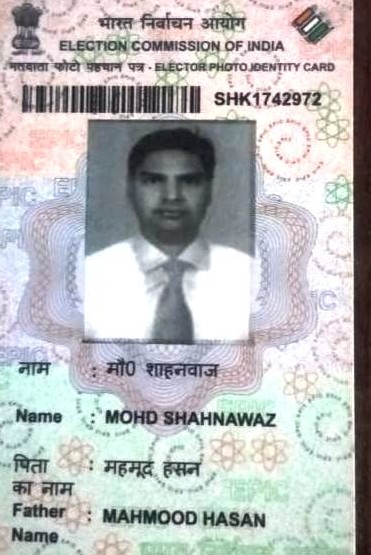 भारत निर्वाचन आयोग
ELECTION COMMISSION OF INDIA
मतदाता फोटो पहचान पत्र - ELECTOR PHOTO IDENTITY CARD
SHK1742972
नाम : मौ0 शाहनवाज
Name : MOHD SHAHNAWAZ
पिता : महमूद हसन
का नाम
Father : MAHMOOD HASAN
Name